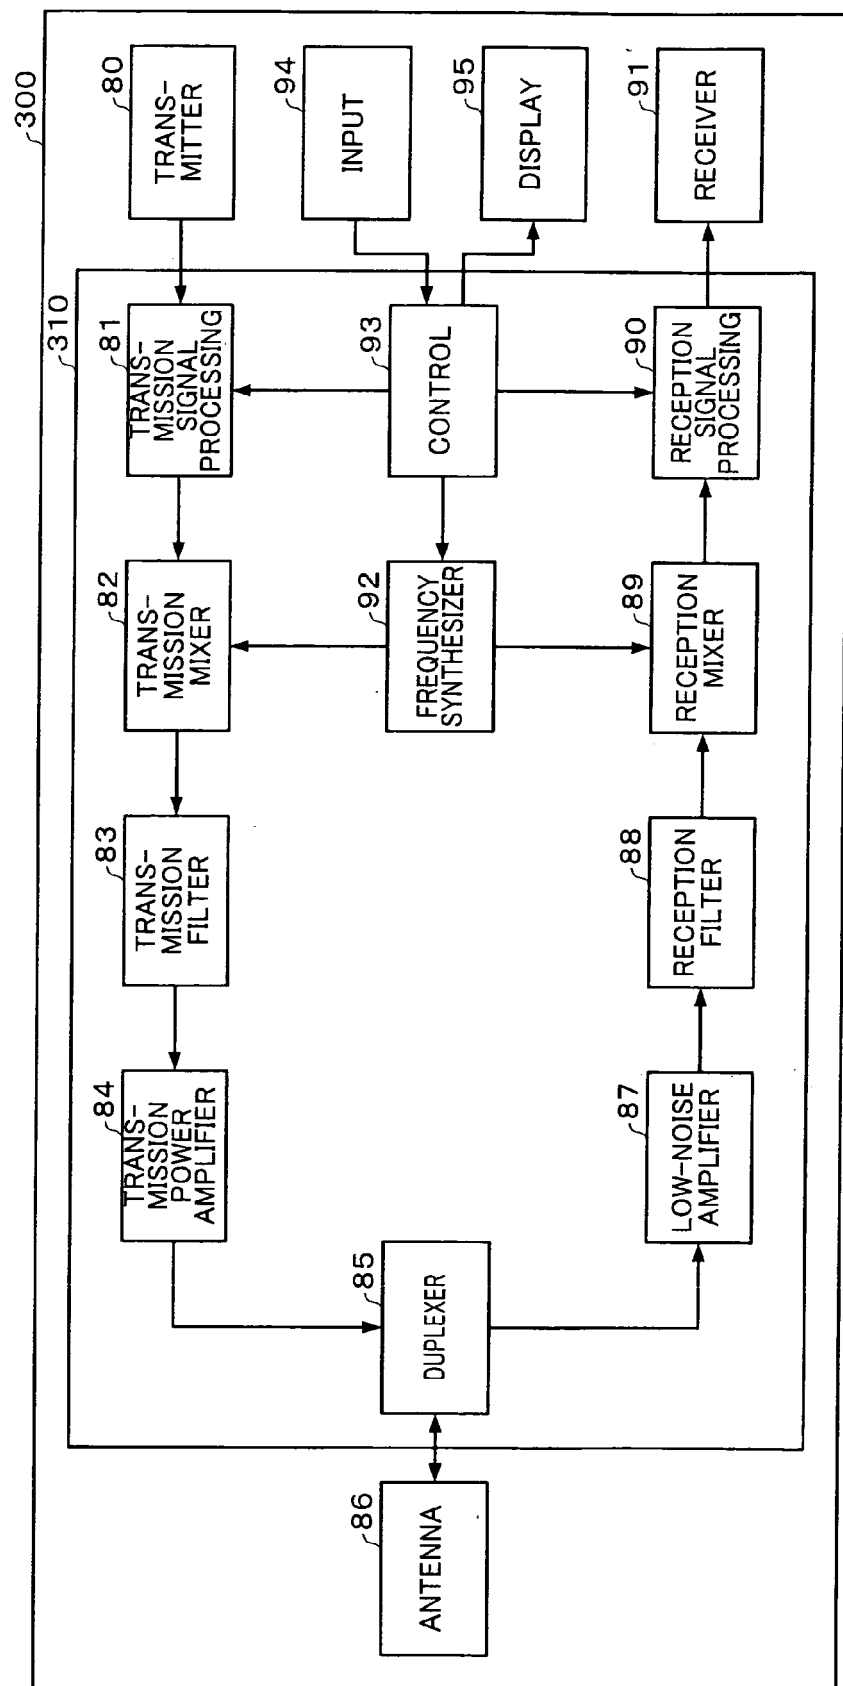 300
310
80
TRANS-
MITTER
94
INPUT
95
DISPLAY
91
RECEIVER
81
TRANS-
MISSION
SIGNAL
PROCESSING
93
CONTROL
90
RECEPTION
SIGNAL
PROCESSING
82
TRANS-
MISSION
MIXER
92
FREQUENCY
SYNTHESIZER
89
RECEPTION
MIXER
83
TRANS-
MISSION
FILTER
88
RECEPTION
FILTER
84
TRANS-
MISSION
POWER
AMPLIFIER
87
LOW-NOISE
AMPLIFIER
85
DUPLEXER
86
ANTENNA